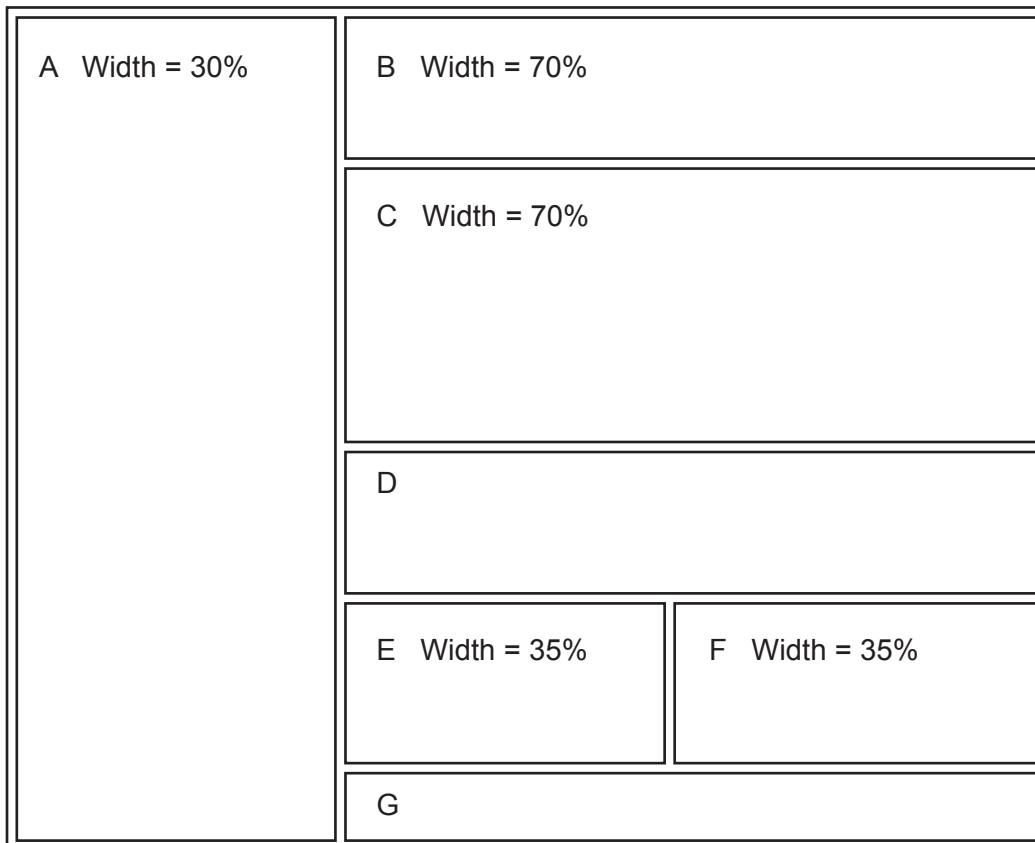 A Width = 30%
B Width = 70%
C Width = 70%
D
E Width = 35%
F Width = 35%
G